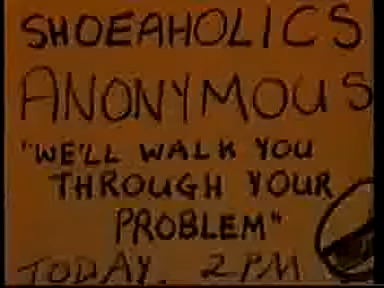 SHOEAHOLICS
ANONYMOUS
"WE'LL WALK YOU
THROUGH YOUR
PROBLEM"
TODAY. 2PM